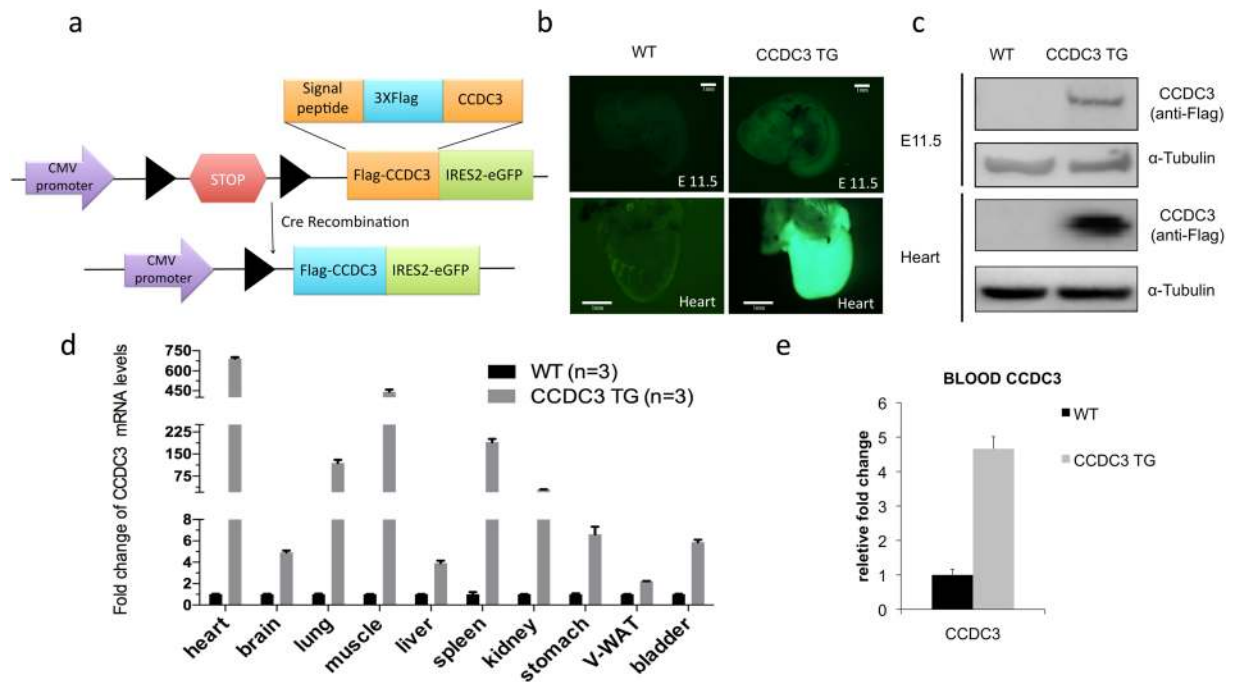 a
Signal
peptide
3XFlag
CCDC3
CMV
promoter
STOP
Flag-CCDC3
IRES2-eGFP
Cre Recombination
CMV
promoter
Flag-CCDC3
IRES2-eGFP
b
WT
CCDC3 TG
E 11.5
E 11.5
Heart
Heart
c
WT
CCDC3 TG
E11.5
CCDC3
(anti-Flag)
α-Tubulin
Heart
CCDC3
(anti-Flag)
α-Tubulin
d
Fold change of CCDC3 mRNA levels
750
600
450
225
150
75
8
6
4
2
0
WT (n=3)
CCDC3 TG (n=3)
heart
brain
lung
muscle
liver
spleen
kidney
stomach
V-WAT
bladder
e
BLOOD CCDC3
reletive fold change
6
5
4
3
2
1
0
WT
CCDC3 TG
CCDC3